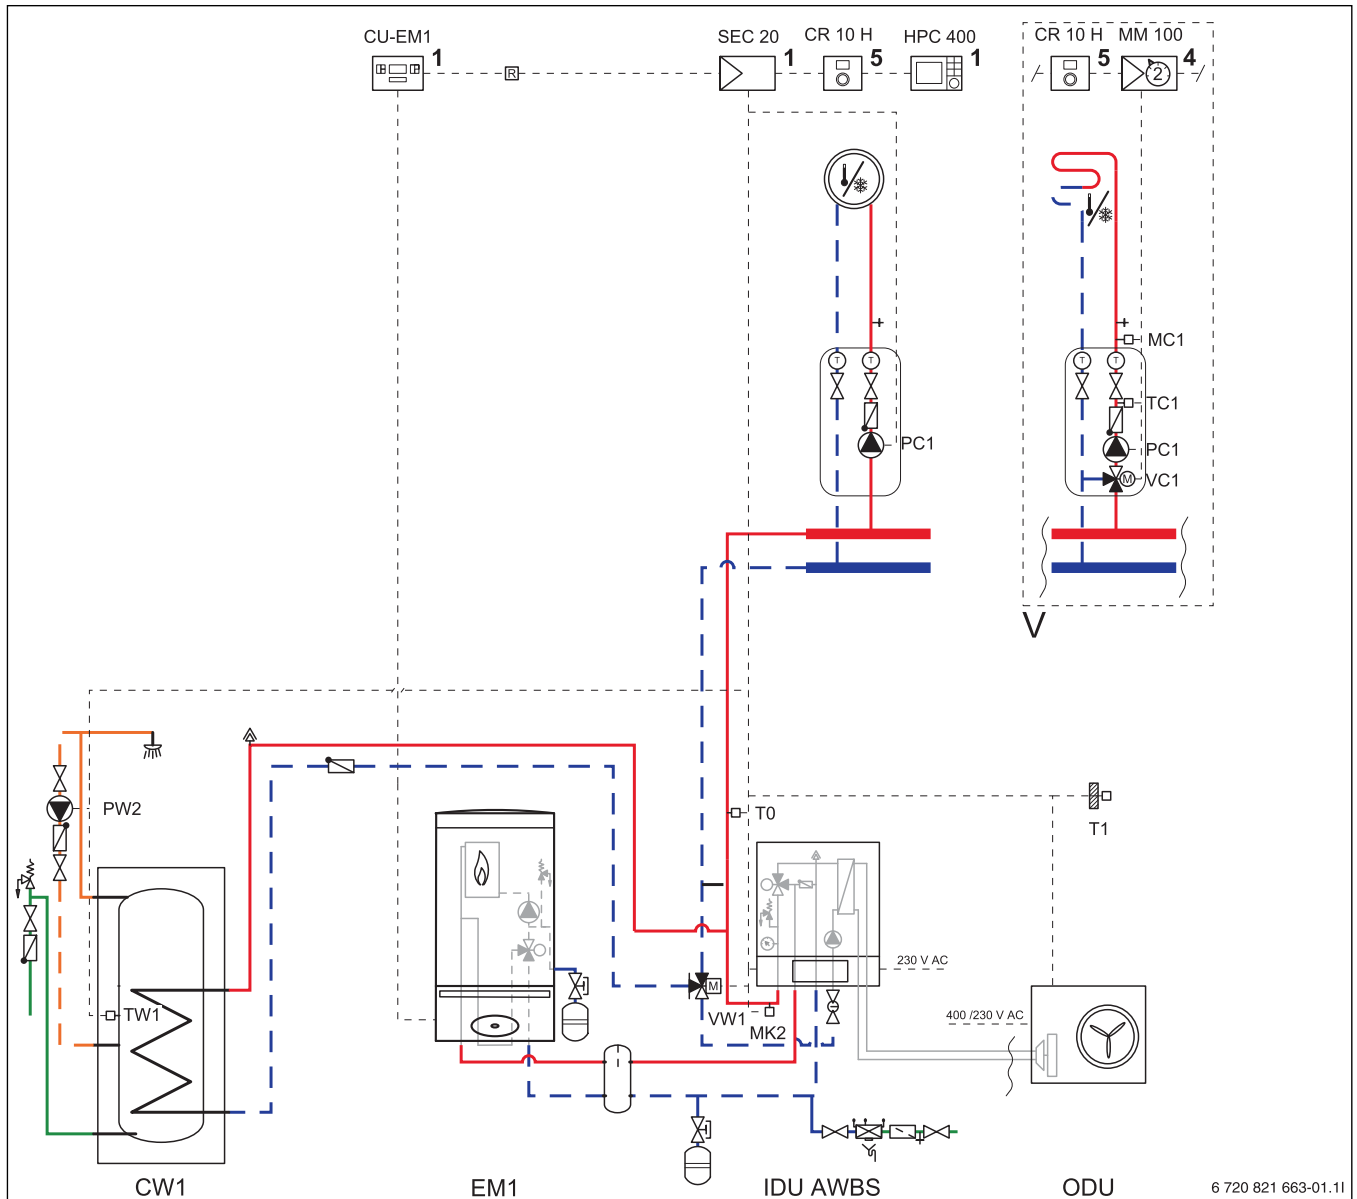 CU-EM1 1
R
SEC 20 1
CR 10 H 5
HPC 400 1
CR 10 H 5
MM 100 4
2
T T
PC1
T T
MC1
TC1
PC1
M VC1
V
PW2
T0
T1
230 V AC
M
VW1
MK2
400 /230 V AC
TW1
CW1
EM1
IDU AWBS
ODU
6 720 821 663-01.1I